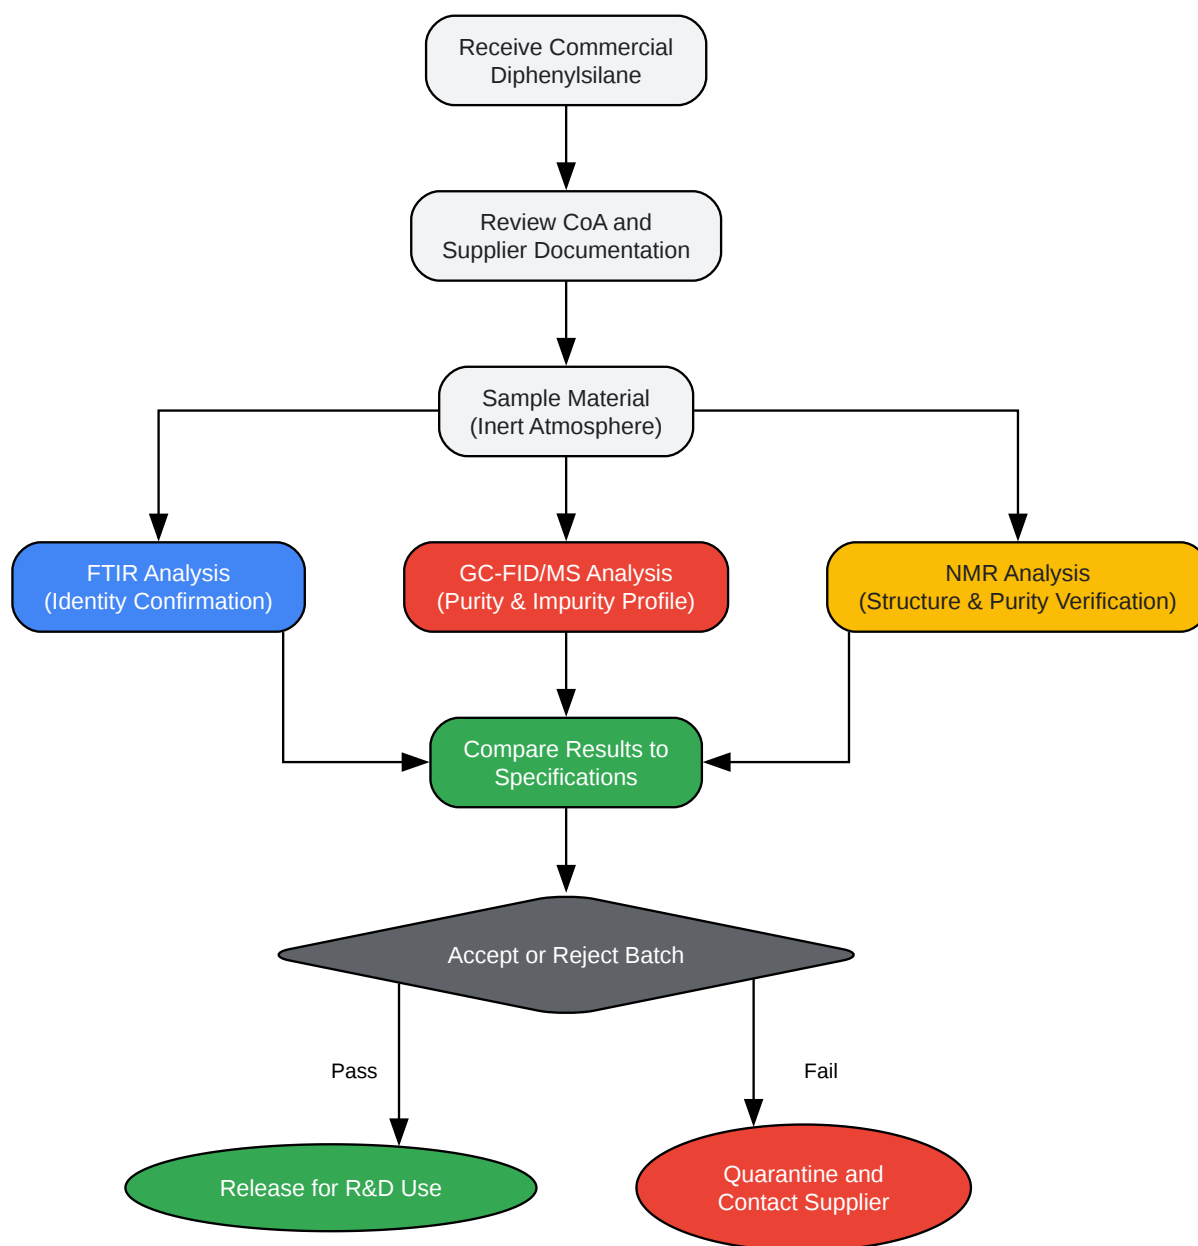 Receive Commercial
Diphenylsilane
Review CoA and
Supplier Documentation
Sample Material
(Inert Atmosphere)
FTIR Analysis
(Identity Confirmation)
GC-FID/MS Analysis
(Purity & Impurity Profile)
NMR Analysis
(Structure & Purity Verification)
Compare Results to
Specifications
Accept or Reject Batch
Pass
Fail
Release for R&D Use
Quarantine and
Contact Supplier